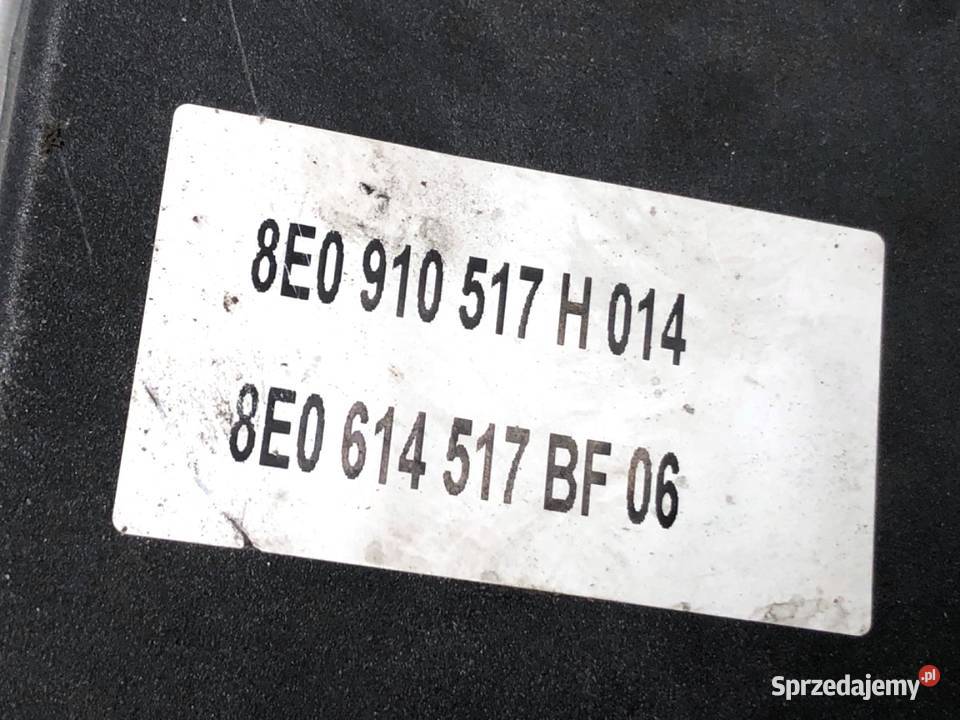 8E0 910 517 H 014
8E0 614 517 BF 06
Sprzedajemy.pl